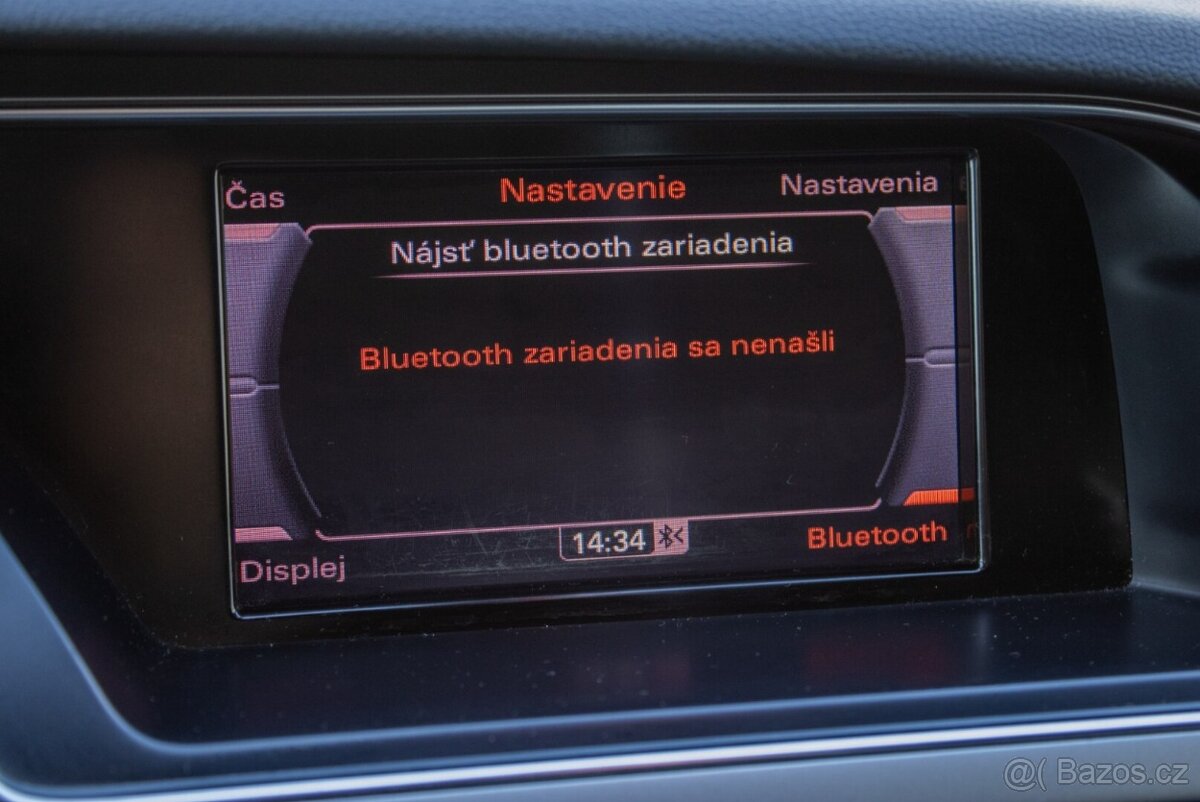 Čas
Nastavenie
Nastavenia
Nájsť bluetooth zariadenia
Bluetooth zariadenia sa nenašli
14:34
Displej
Bluetooth
@( Bazos.cz